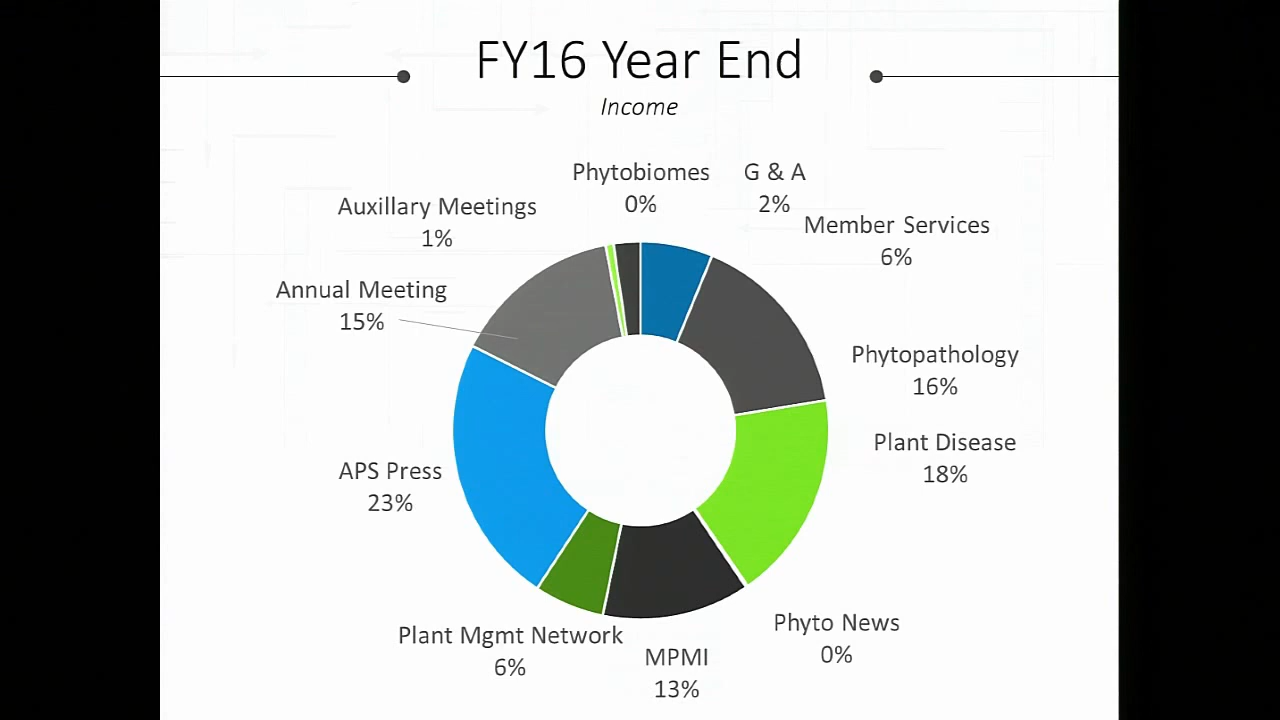 FY16 Year End
Income
Phytobiomes
0%
G & A
2%
Auxillary Meetings
1%
Member Services
6%
Annual Meeting
15%
Phytopathology
16%
Plant Disease
18%
APS Press
23%
Phyto News
0%
Plant Mgmt Network
6%
MPMI
13%